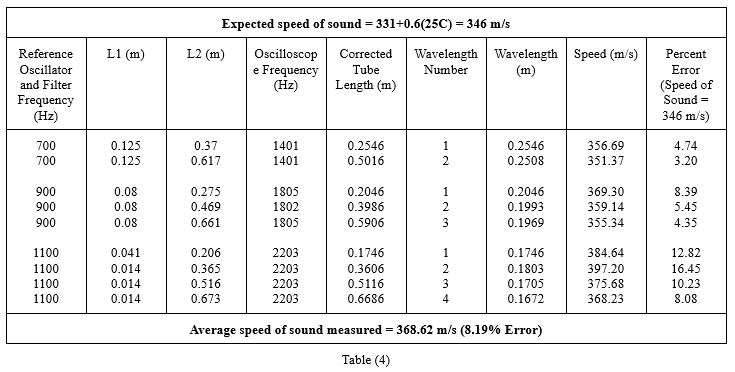 Expected speed of sound = 331+0.6(25C) = 346 m/s
Reference Oscillator and Filter Frequency (Hz) L1 (m) L2 (m) Oscilloscop e Frequency (Hz) Corrected Tube Length (m) Wavelength Number Wavelength (m) Speed (m/s) Percent Error (Speed of Sound = 346 m/s)
700 0.125 0.37 1401 0.2546 1 0.2546 356.69 4.74
700 0.125 0.617 1401 0.5016 2 0.2508 351.37 3.20
900 0.08 0.275 1805 0.2046 1 0.2046 369.30 8.39
900 0.08 0.469 1802 0.3986 2 0.1993 359.14 5.45
900 0.08 0.661 1805 0.5906 3 0.1969 355.34 4.35
1100 0.041 0.206 2203 0.1746 1 0.1746 384.64 12.82
1100 0.014 0.365 2203 0.3606 2 0.1803 397.20 16.45
1100 0.014 0.516 2203 0.5116 3 0.1705 375.68 10.23
1100 0.014 0.673 2203 0.6686 4 0.1672 368.23 8.08
Average speed of sound measured = 368.62 m/s (8.19% Error)
Table (4)